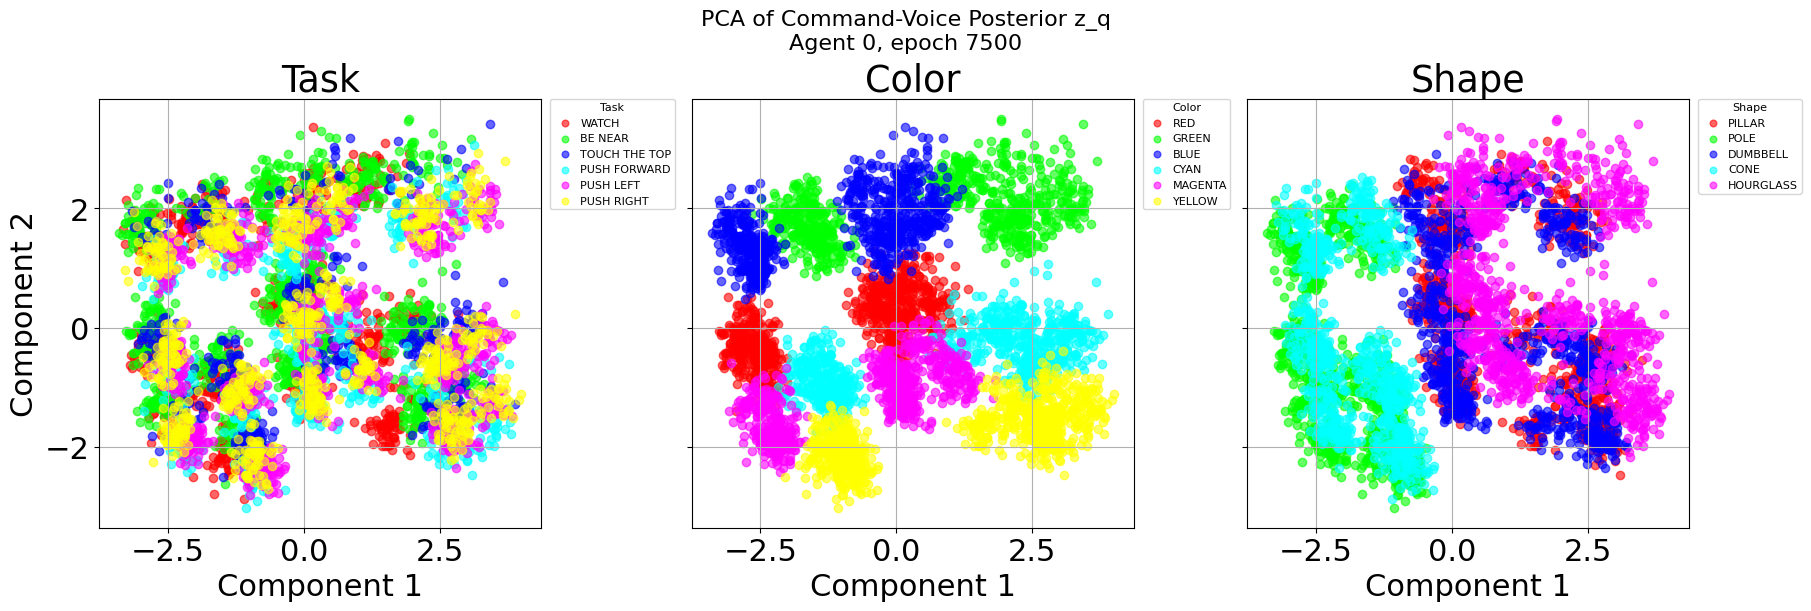 PCA of Command-Voice Posterior z_q
Agent 0, epoch 7500
Task
Component 2
2
0
−2
−2.5
0.0
2.5
Component 1
Task
WATCH
BE NEAR
TOUCH THE TOP
PUSH FORWARD
PUSH LEFT
PUSH RIGHT
Color
−2.5
0.0
2.5
Component 1
Color
RED
GREEN
BLUE
CYAN
MAGENTA
YELLOW
Shape
−2.5
0.0
2.5
Component 1
Shape
PILLAR
POLE
DUMBBELL
CONE
HOURGLASS